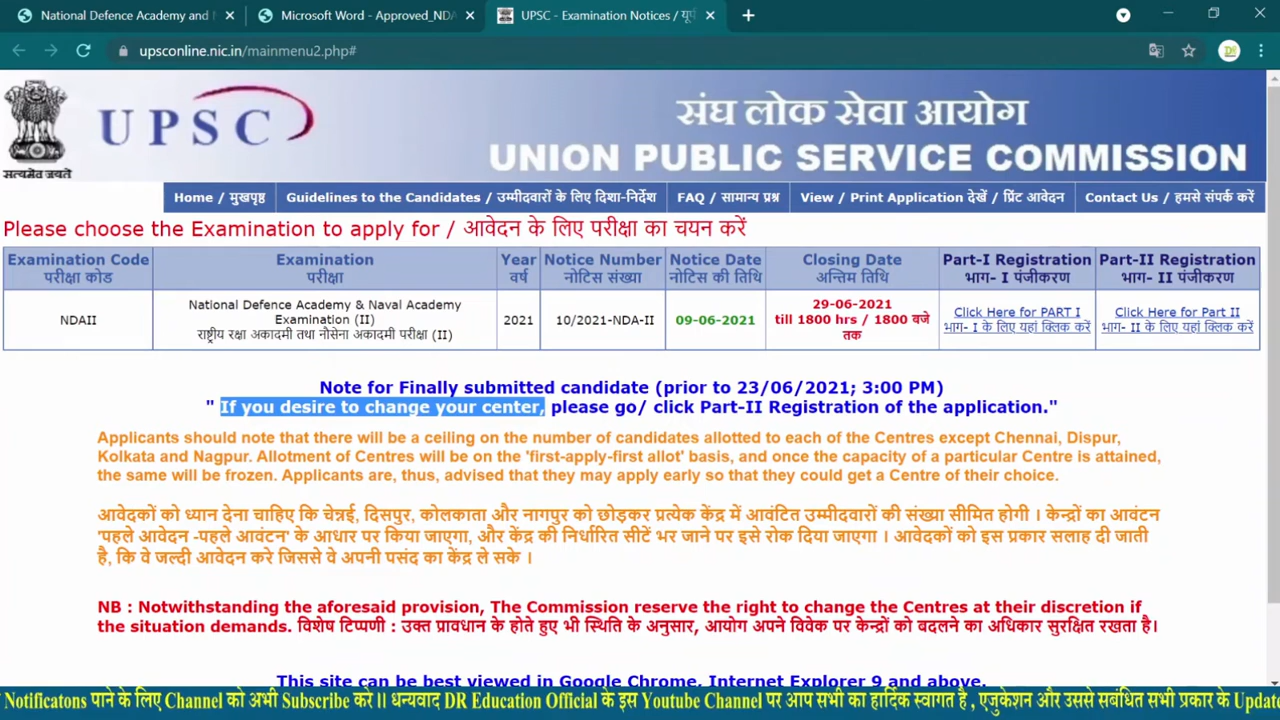 National Defence Academy and N
Microsoft Word - Approved_NDA
UPSC - Examination Notices / यूपी
upsconline.nic.in/mainmenu2.php#
सत्यमेव जयते
UPSC
संघ लोक सेवा आयोग
UNION PUBLIC SERVICE COMMISSION
Home / मुखपृष्ठ Guidelines to the Candidates / उम्मीदवारों के लिए दिशा-निर्देश FAQ / सामान्य प्रश्न View / Print Application देखें / प्रिंट आवेदन Contact Us / हमसे संपर्क करें
Please choose the Examination to apply for / आवेदन के लिए परीक्षा का चयन करें
Examination Code Examination Year Notice Number Notice Date Closing Date Part-I Registration Part-II Registration
परीक्षा कोड परीक्षा वर्ष नोटिस संख्या नोटिस की तिथि अन्तिम तिथि भाग- I पंजीकरण भाग- II पंजीकरण
NDAII
National Defence Academy & Naval Academy
Examination (II)
राष्ट्रीय रक्षा अकादमी तथा नौसेना अकादमी परीक्षा (II)
2021
10/2021-NDA-II
09-06-2021
29-06-2021
till 1800 hrs / 1800 बजे
तक
Click Here for PART I
भाग- I के लिए यहां क्लिक करें
Click Here for Part II
भाग- II के लिए यहां क्लिक करें
Note for Finally submitted candidate (prior to 23/06/2021; 3:00 PM)
" If you desire to change your center, please go/ click Part-II Registration of the application."
Applicants should note that there will be a ceiling on the number of candidates allotted to each of the Centres except Chennai, Dispur,
Kolkata and Nagpur. Allotment of Centres will be on the 'first-apply-first allot' basis, and once the capacity of a particular Centre is attained,
the same will be frozen. Applicants are, thus, advised that they may apply early so that they could get a Centre of their choice.
आवेदकों को ध्यान देना चाहिए कि चेन्नई, दिसपुर, कोलकाता और नागपुर को छोड़कर प्रत्येक केंद्र में आवंटित उम्मीदवारों की संख्या सीमित होगी । केन्द्रों का आवंटन
'पहले आवेदन -पहले आवंटन' के आधार पर किया जाएगा, और केंद्र की निर्धारित सीटें भर जाने पर इसे रोक दिया जाएगा । आवेदकों को इस प्रकार सलाह दी जाती
है, कि वे जल्दी आवेदन करे जिससे वे अपनी पसंद का केंद्र ले सके ।
NB : Notwithstanding the aforesaid provision, The Commission reserve the right to change the Centres at their discretion if
the situation demands. विशेष टिप्पणी : उक्त प्रावधान के होते हुए भी स्थिति के अनुसार, आयोग अपने विवेक पर केन्द्रों को बदलने का अधिकार सुरक्षित रखता है।
This site can be best viewed in Google Chrome, Internet Explorer 9 and above.
Notificatons पाने के लिए Channel को अभी Subscribe करे ।। धन्यवाद DR Education Official के इस Youtube Channel पर आप सभी का हार्दिक स्वागत है , एजुकेशन और उससे सबंधित सभी प्रकार के Updat